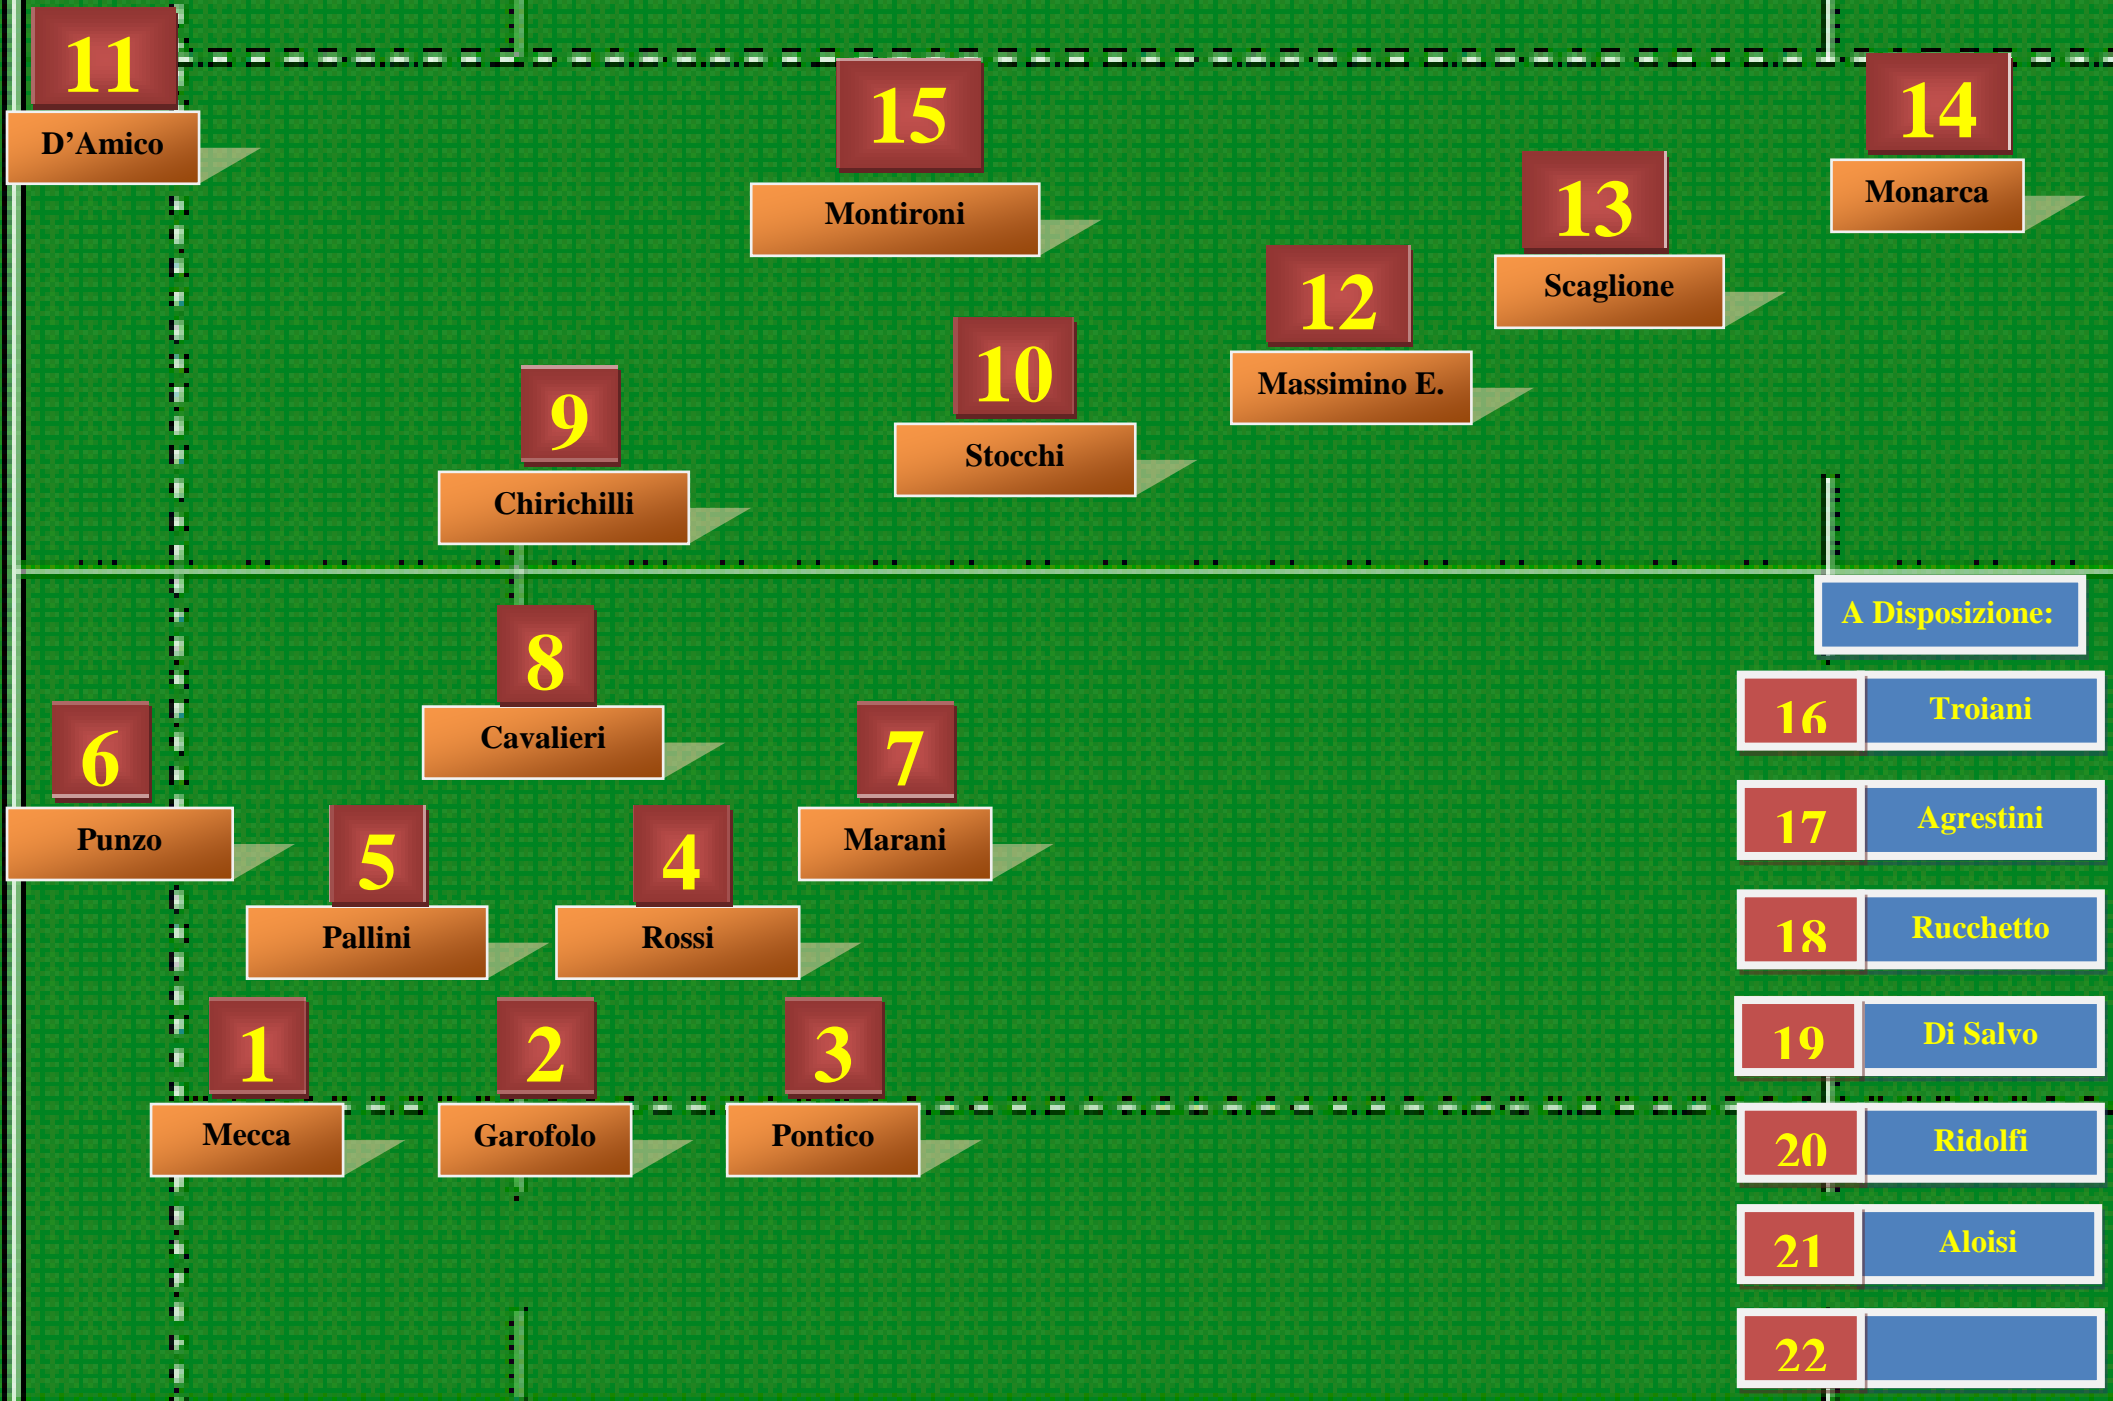 11
D’Amico
15
Montironi
14
Monarca
13
Scaglione
12
Massimino E.
10
Stocchi
9
Chirichilli
8
Cavalieri
6
Punzo
7
Marani
5
Pallini
4
Rossi
1
Mecca
2
Garofolo
3
Pontico
A Disposizione:
16 Troiani
17 Agrestini
18 Rucchetto
19 Di Salvo
20 Ridolfi
21 Aloisi
22